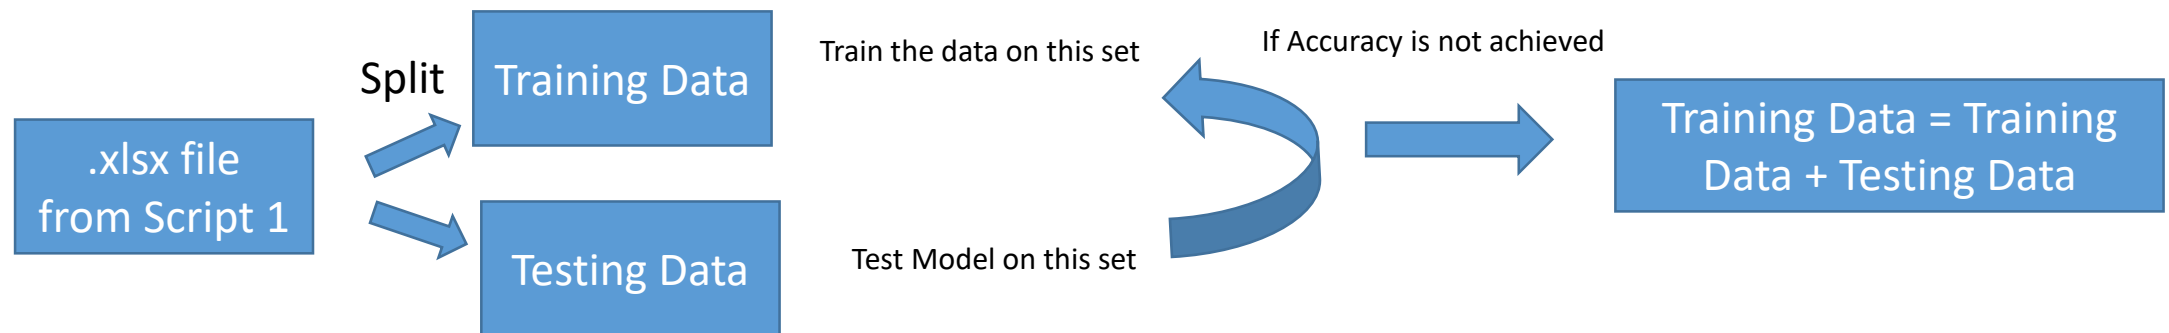 .xlsx file
from Script 1
Split
Training Data
Testing Data
Train the data on this set
Test Model on this set
If Accuracy is not achieved
Training Data = Training
Data + Testing Data